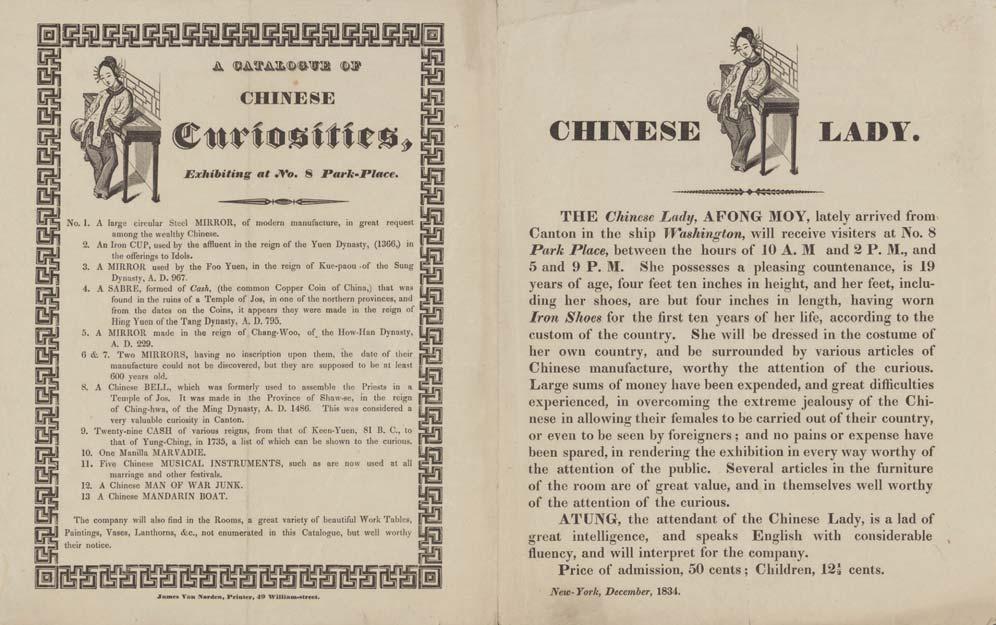 A CATALOGUE OF
CHINESE
Curiosities,
Exhibiting at No. 8 Park-Place.
No. 1. A large circular Steel MIRROR, of modern manufacture, in great request
among the wealthy Chinese.
2. An Iron CUP, used by the affluent in the reign of the Yuen Dynasty, (1366,) in
the offerings to Idols.
3. A MIRROR used by the Foo Yuen, in the reign of Kue-paou of the Sung
Dynasty, A. D. 967.
4. A SABRE, formed of Cash, (the common Copper Coin of China,) that was
found in the ruins of a Temple of Jos, in one of the northern provinces, and
from the dates on the Coins, it appears they were made in the reign of
Hing Yuen of the Tang Dynasty, A. D. 795.
5. A MIRROR made in the reign of Chang-Woo, of the How-Han Dynasty,
A. D. 229.
6 & 7. Two MIRRORS, having no inscription upon them, the date of their
manufacture could not be discovered, but they are supposed to be at least
600 years old.
8. A Chinese BELL, which was formerly used to assemble the Priests in a
Temple of Jos. It was made in the Province of Shaw-se, in the reign
of Ching-hwa, of the Ming Dynasty, A. D. 1486. This was considered a
very valuable curiosity in Canton.
9. Twenty-nine CASH of various reigns, from that of Keen-Yuen, 81 B. C., to
that of Yung-Ching, in 1735, a list of which can be shown to the curious.
10. One Manilla MARVADIE.
11. Five Chinese MUSICAL INSTRUMENTS, such as are now used at all
marriage and other festivals.
12. A Chinese MAN OF WAR JUNK.
13 A Chinese MANDARIN BOAT.
The company will also find in the Rooms, a great variety of beautiful Work Tables,
Paintings, Vases, Lanthorns, &c., not enumerated in this Catalogue, but well worthy
their notice.
James Van Norden, Printer, 49 William-street.
CHINESE LADY.
THE Chinese Lady, AFONG MOY, lately arrived from
Canton in the ship Washington, will receive visiters at No. 8
Park Place, between the hours of 10 A. M and 2 P. M., and
5 and 9 P. M. She possesses a pleasing countenance, is 19
years of age, four feet ten inches in height, and her feet, inclu-
ding her shoes, are but four inches in length, having worn
Iron Shoes for the first ten years of her life, according to the
custom of the country. She will be dressed in the costume of
her own country, and be surrounded by various articles of
Chinese manufacture, worthy the attention of the curious.
Large sums of money have been expended, and great difficulties
experienced, in overcoming the extreme jealousy of the Chi-
nese in allowing their females to be carried out of their country,
or even to be seen by foreigners; and no pains or expense have
been spared, in rendering the exhibition in every way worthy of
the attention of the public. Several articles in the furniture
of the room are of great value, and in themselves well worthy
of the attention of the curious.
ATUNG, the attendant of the Chinese Lady, is a lad of
great intelligence, and speaks English with considerable
fluency, and will interpret for the company.
Price of admission, 50 cents; Children, 12½ cents.
New-York, December, 1834.